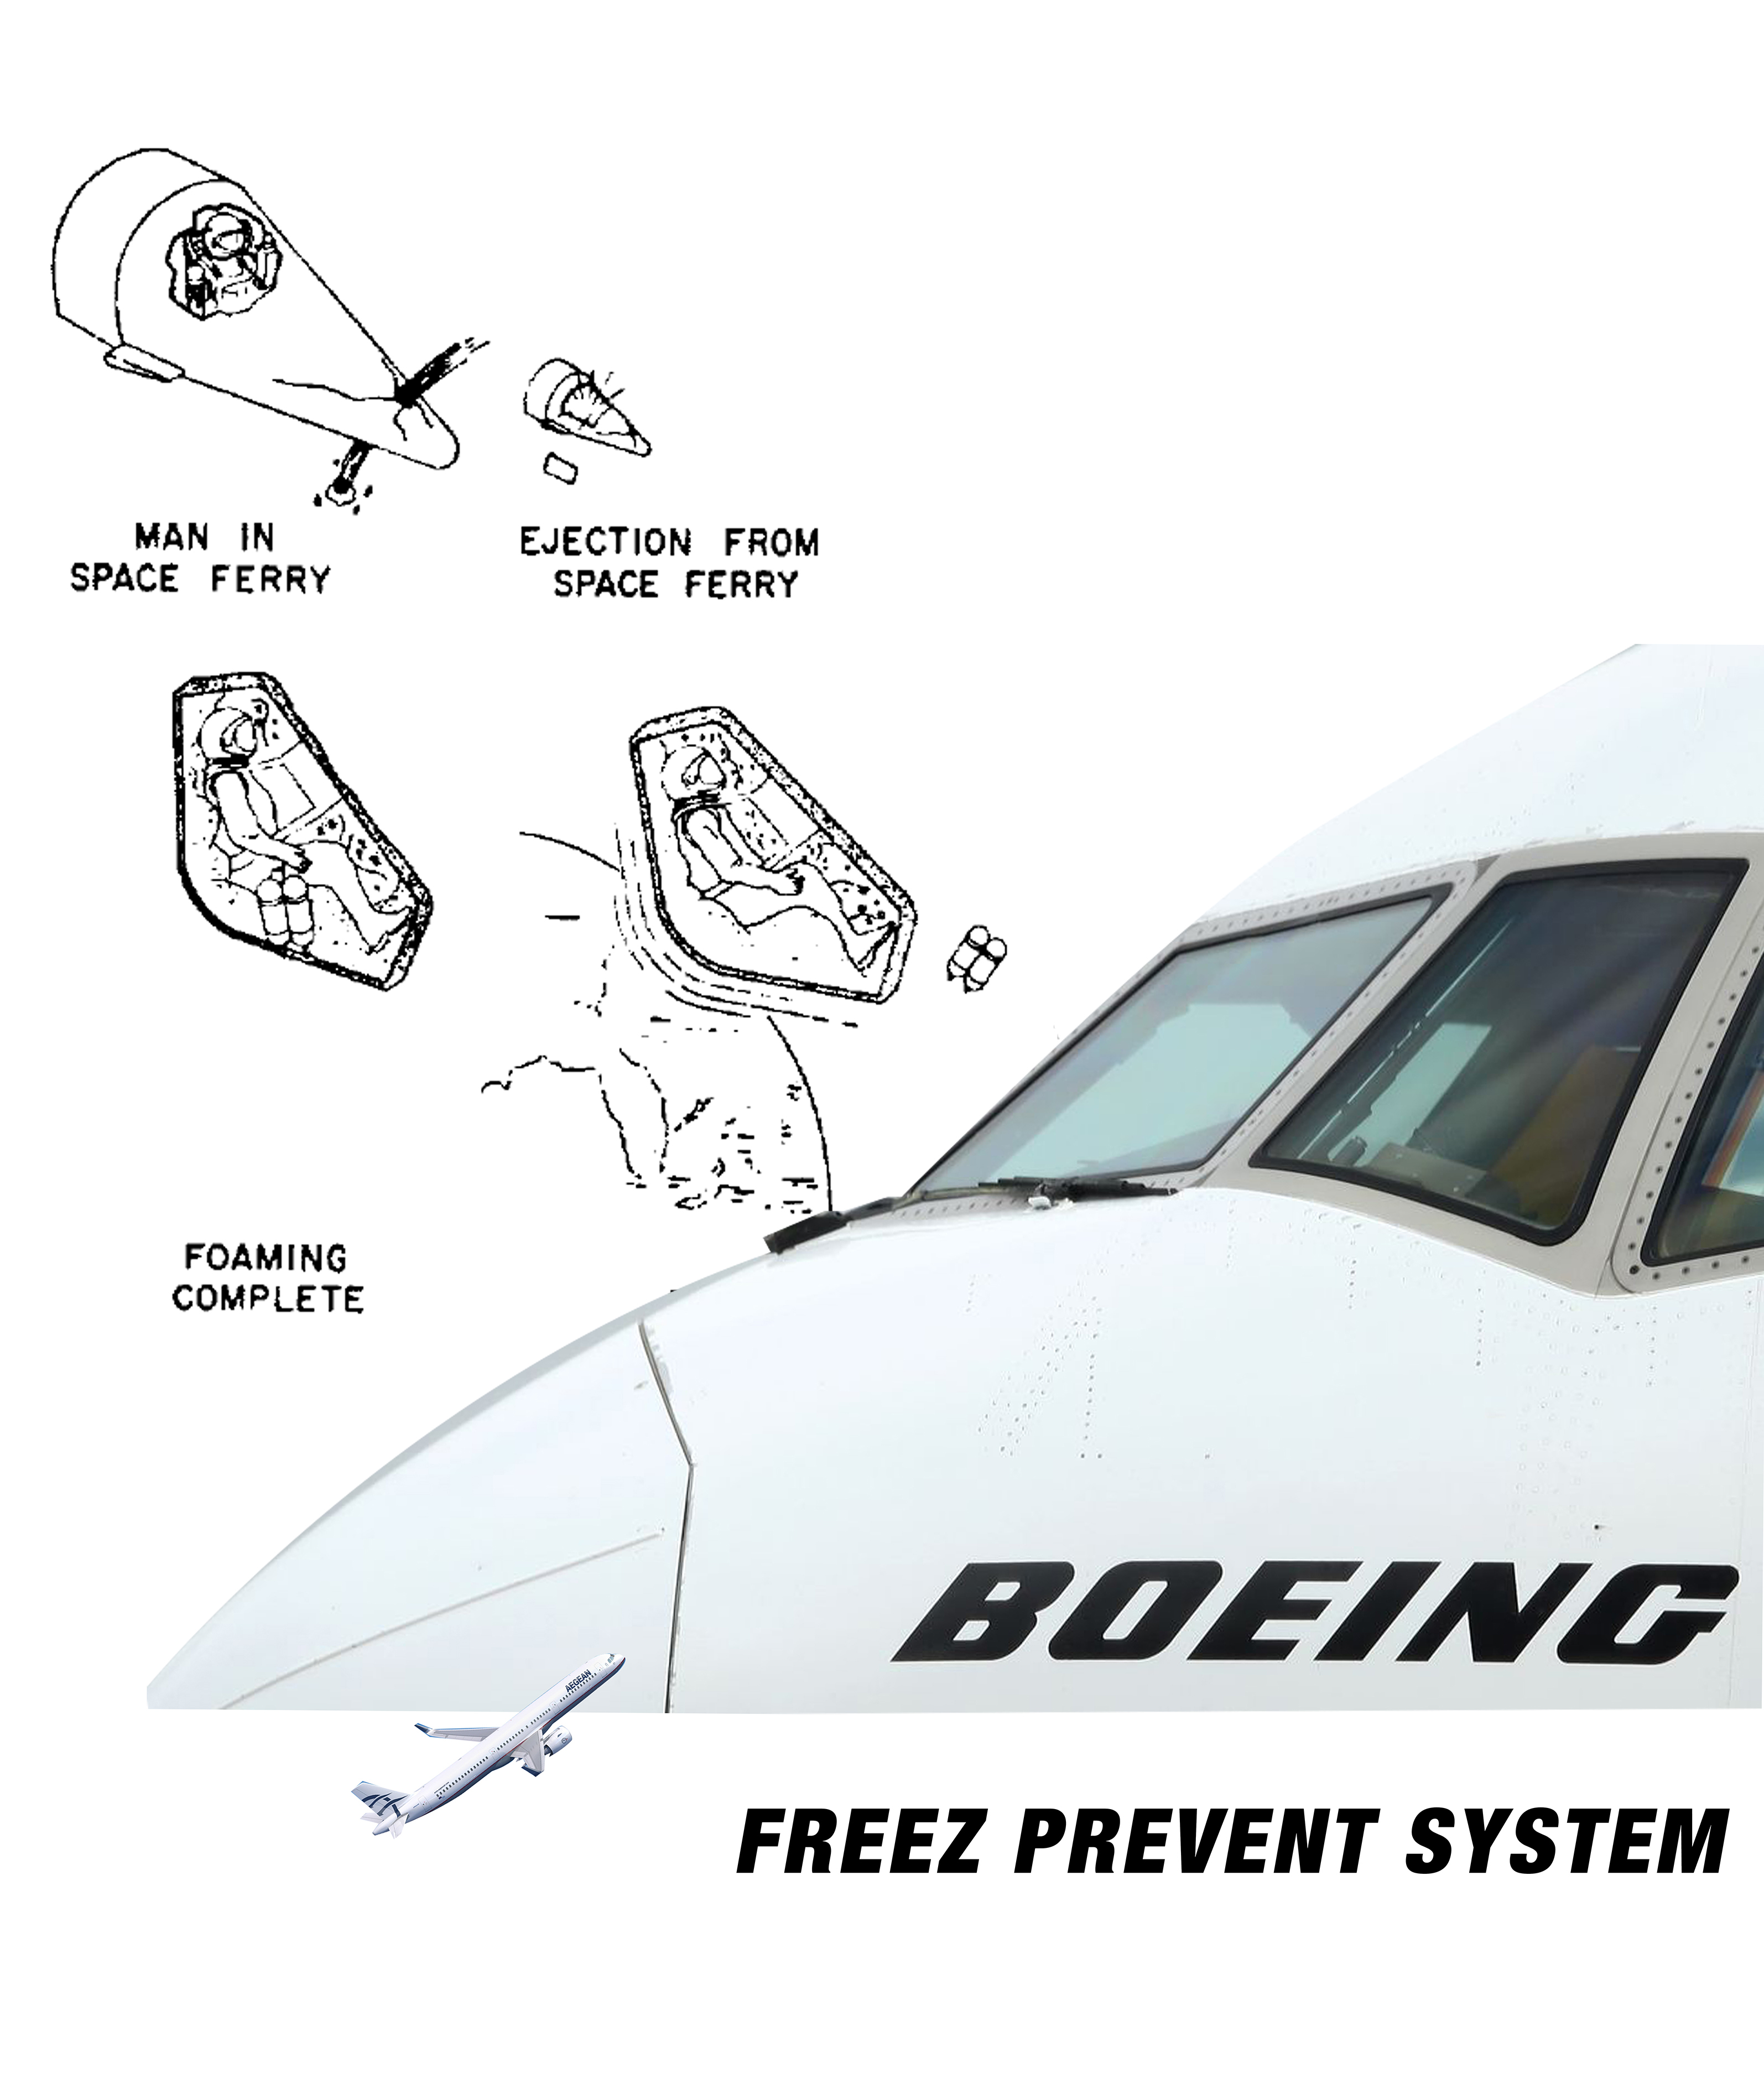 MAN IN
SPACE FERRY
EJECTION FROM
SPACE FERRY
FOAMING
COMPLETE
BOEING
AEGEAN
FREEZ PREVENT SYSTEM